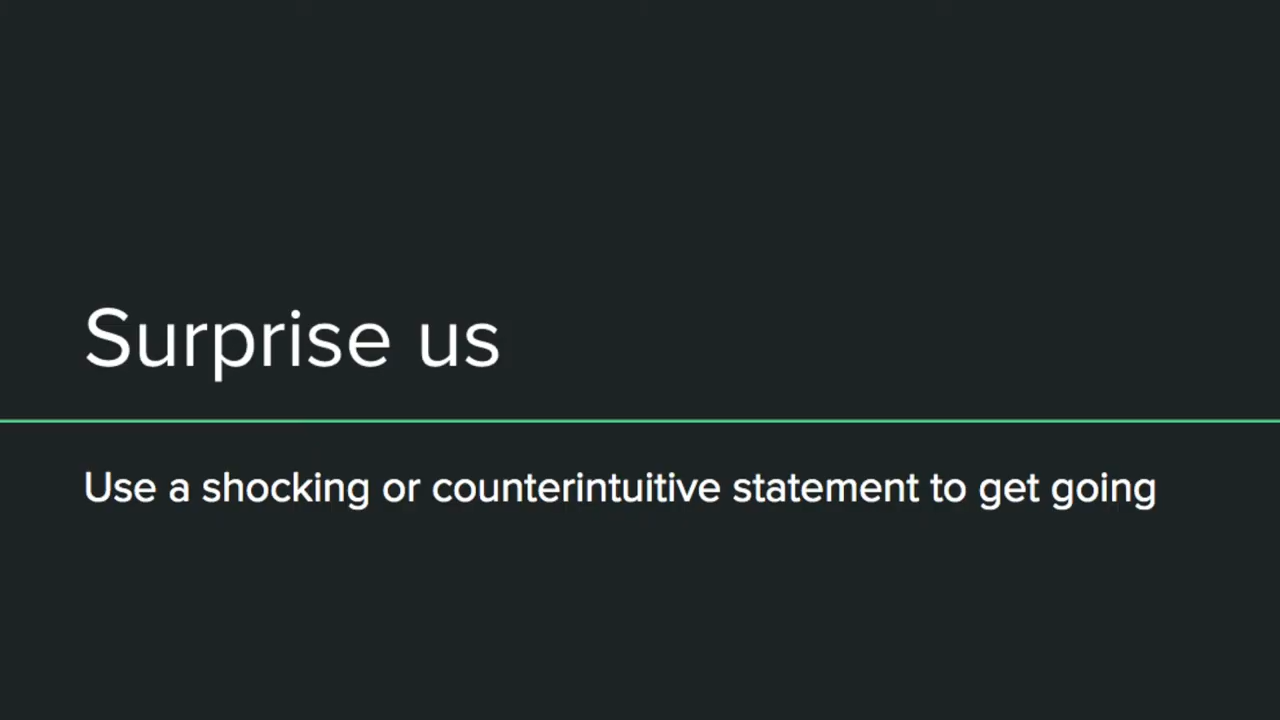 Surprise us
Use a shocking or counterintuitive statement to get going